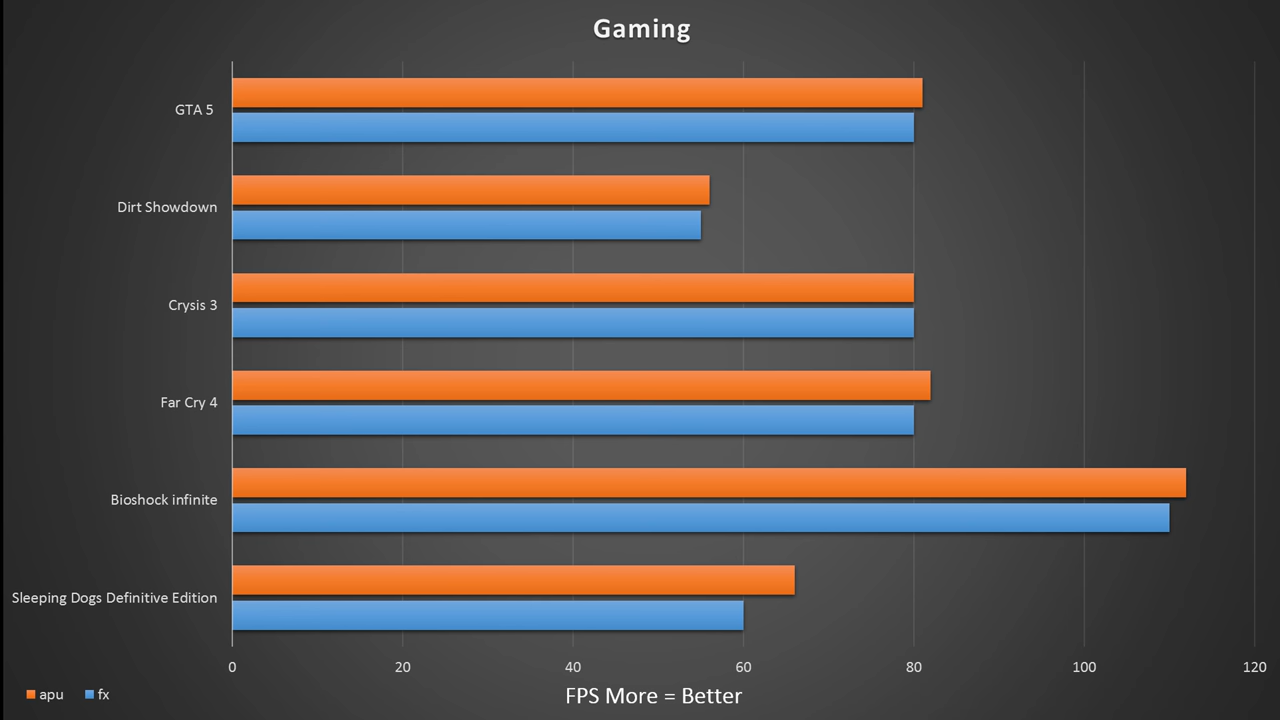 Gaming
GTA 5
Dirt Showdown
Crysis 3
Far Cry 4
Bioshock infinite
Sleeping Dogs Definitive Edition
0 20 40 60 80 100 120
apu fx
FPS More = Better